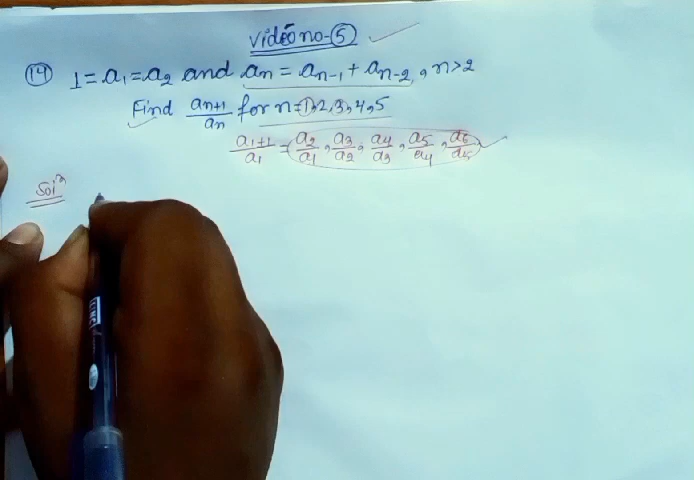 Video no-(5)
(14) 1 = a₁ = a₂ and aₙ = aₙ₋₁ + aₙ₋₂, n>2
Find aₙ₊₁/aₙ for n=1,2,3,4,5
a₁₊₁/a₁ = a₂/a₁, a₃/a₂, a₄/a₃, a₅/a₄, a₆/a₅
Solⁿ